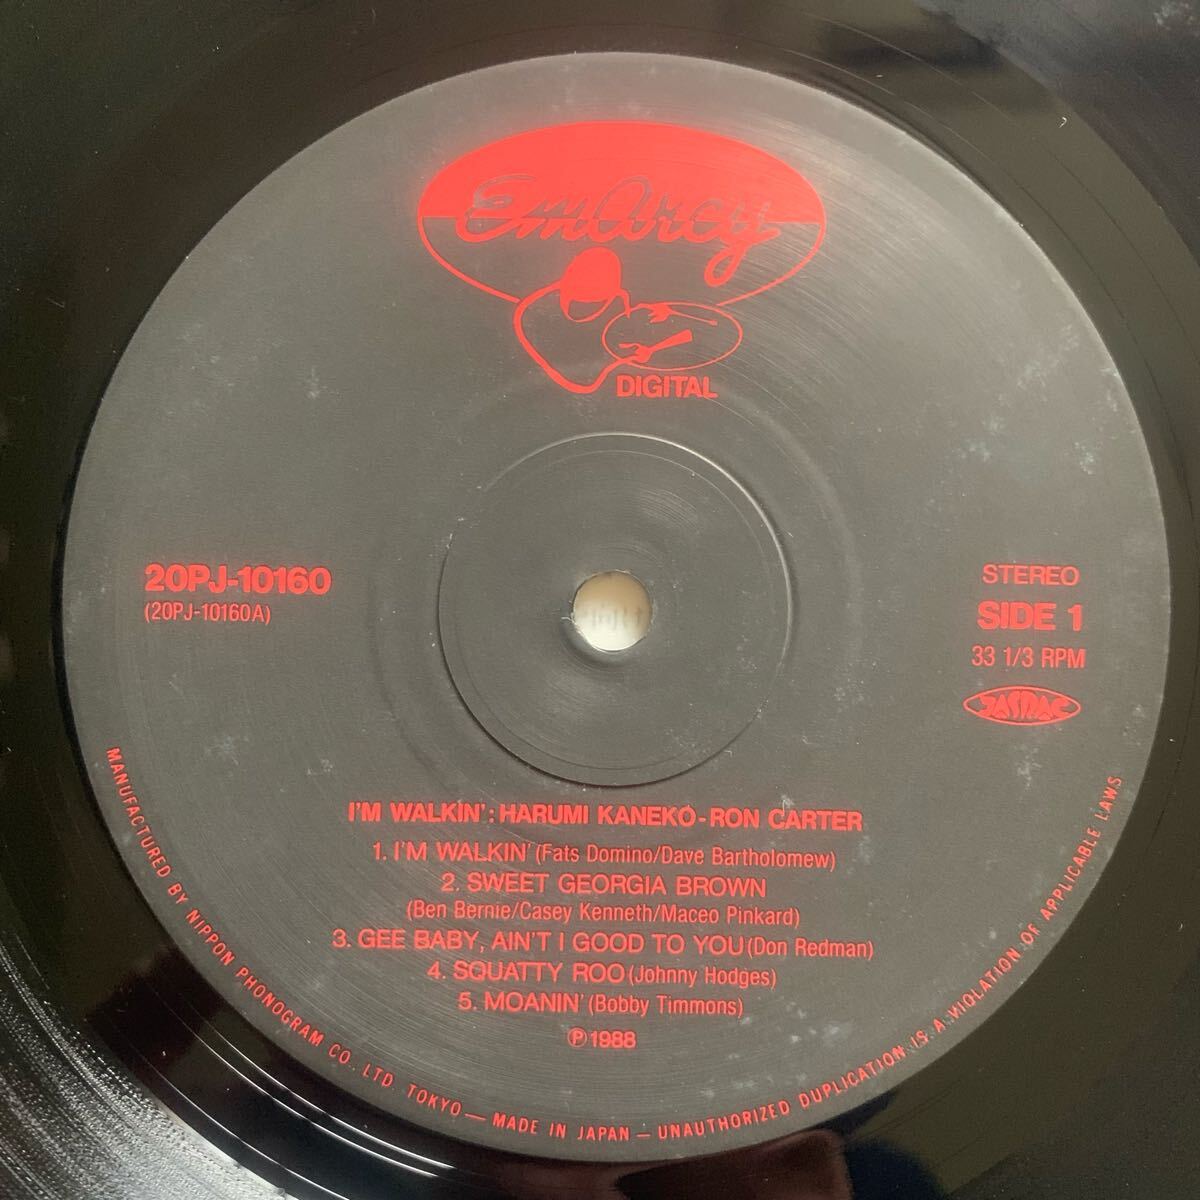 EmArcy
DIGITAL
20PJ-10160
(20PJ-10160A)
STEREO
SIDE 1
33 1/3 RPM
JASRAC
I'M WALKIN': HARUMI KANEKO - RON CARTER
1. I'M WALKIN' (Fats Domino/Dave Bartholomew)
2. SWEET GEORGIA BROWN
(Ben Bernie/Casey Kenneth/Maceo Pinkard)
3. GEE BABY, AIN'T I GOOD TO YOU (Don Redman)
4. SQUATTY ROO (Johnny Hodges)
5. MOANIN' (Bobby Timmons)
Ⓟ1988
MANUFACTURED BY NIPPON PHONOGRAM CO., LTD. TOKYO — MADE IN JAPAN — UNAUTHORIZED DUPLICATION IS A VIOLATION OF APPLICABLE LAWS